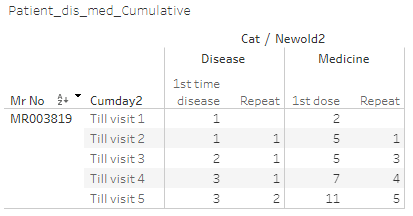 Patient_dis_med_Cumulative
Cat / Newold2
Disease Medicine
1st time
Mr No Cumday2 disease Repeat 1st dose Repeat
MR003819 Till visit 1 1 2
Till visit 2 1 1 5 1
Till visit 3 2 1 5 3
Till visit 4 3 1 7 4
Till visit 5 3 2 11 5